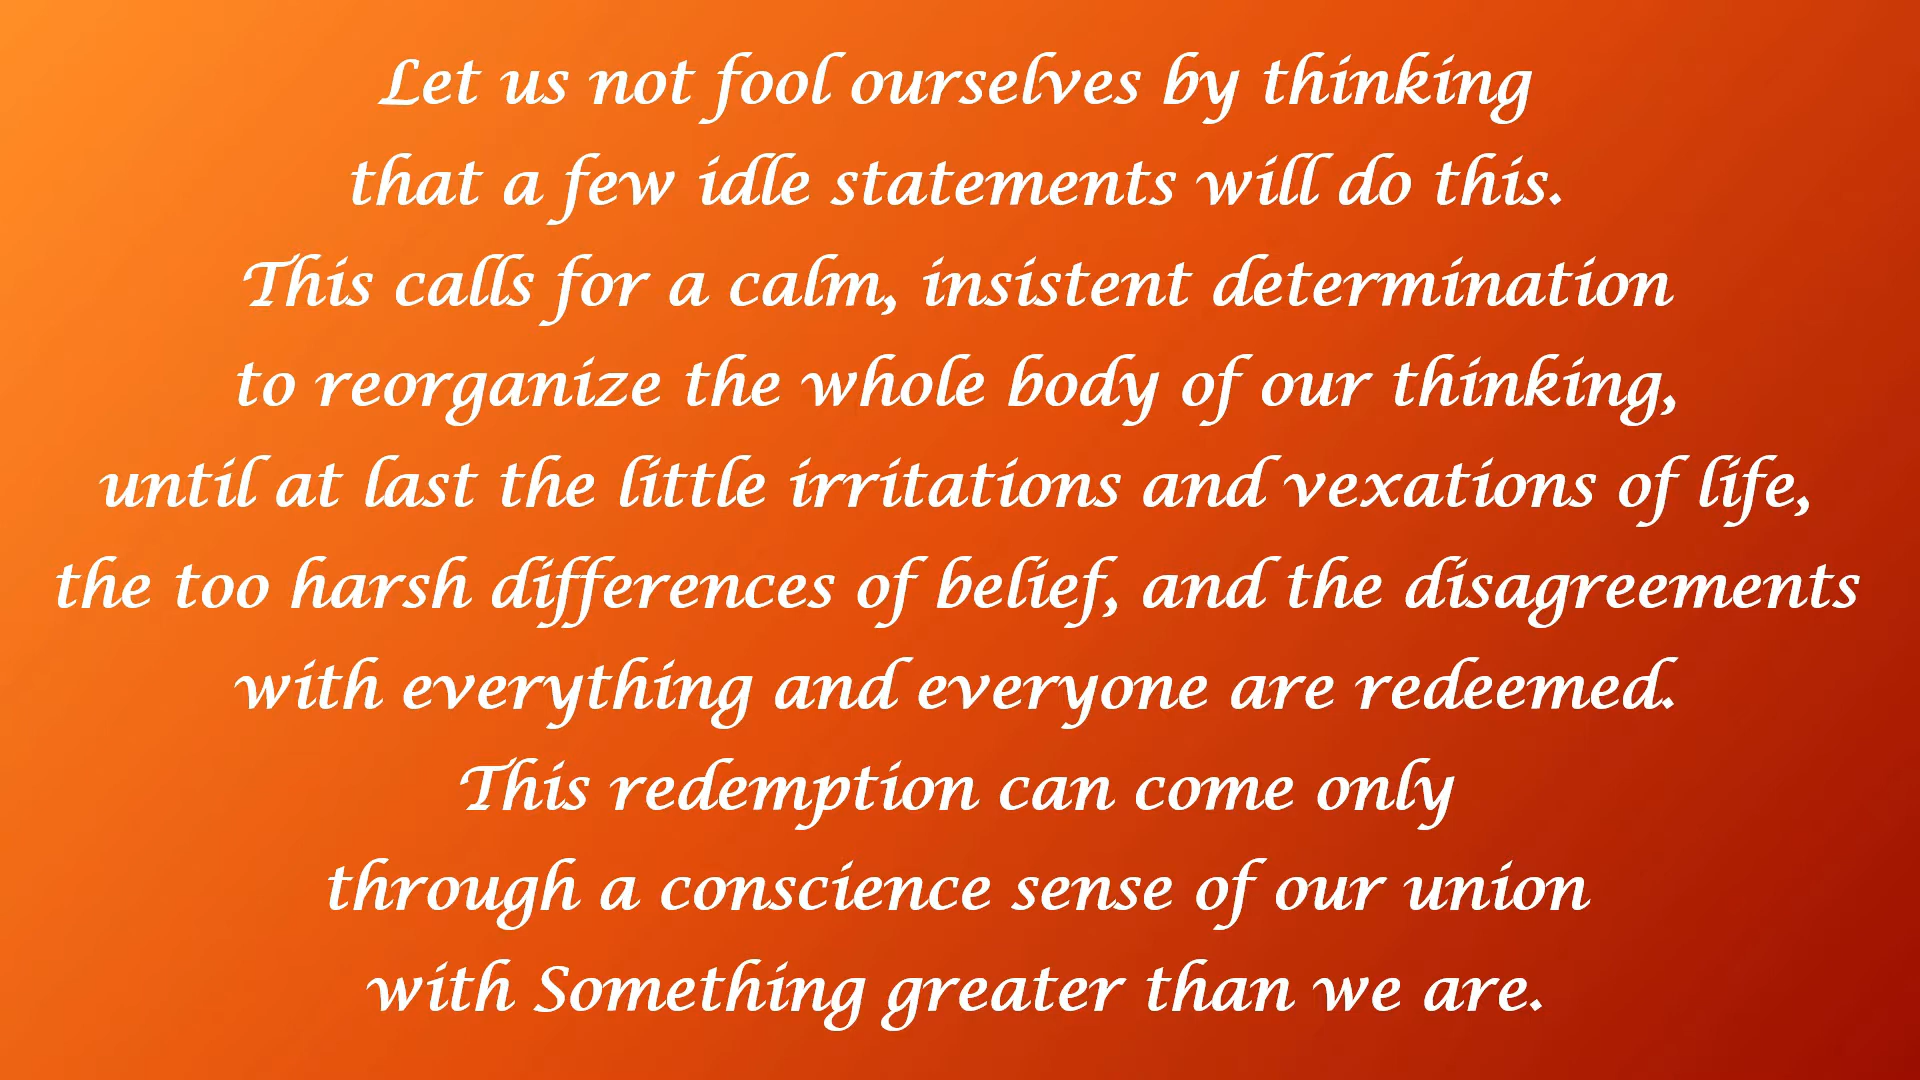 Let us not fool ourselves by thinking
that a few idle statements will do this.
This calls for a calm, insistent determination
to reorganize the whole body of our thinking,
until at last the little irritations and vexations of life,
the too harsh differences of belief, and the disagreements
with everything and everyone are redeemed.
This redemption can come only
through a conscience sense of our union
with Something greater than we are.